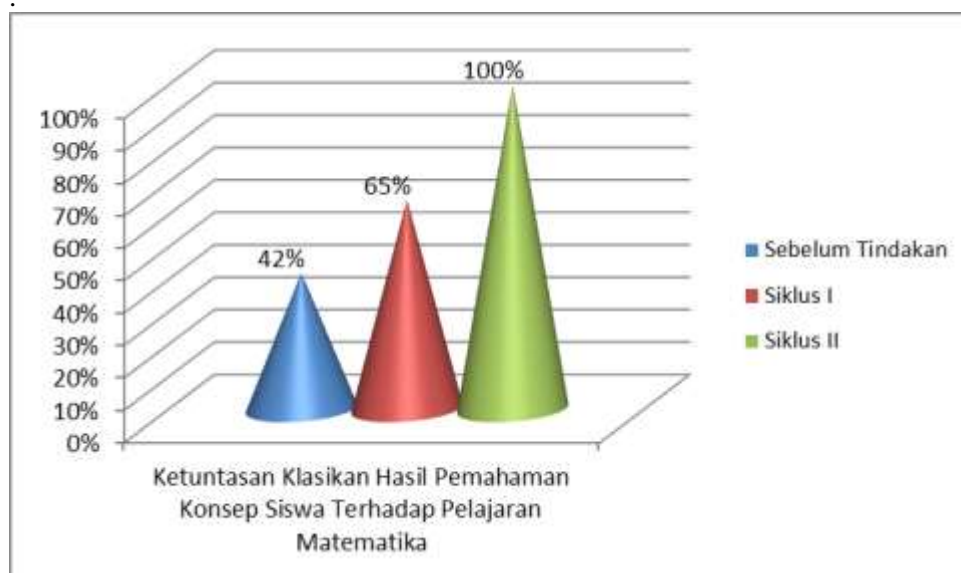 .
100%
65%
42%
100%
90%
80%
70%
60%
50%
40%
30%
20%
10%
0%
Sebelum Tindakan
Siklus I
Siklus II
Ketuntasan Klasikan Hasil Pemahaman
Konsep Siswa Terhadap Pelajaran
Matematika